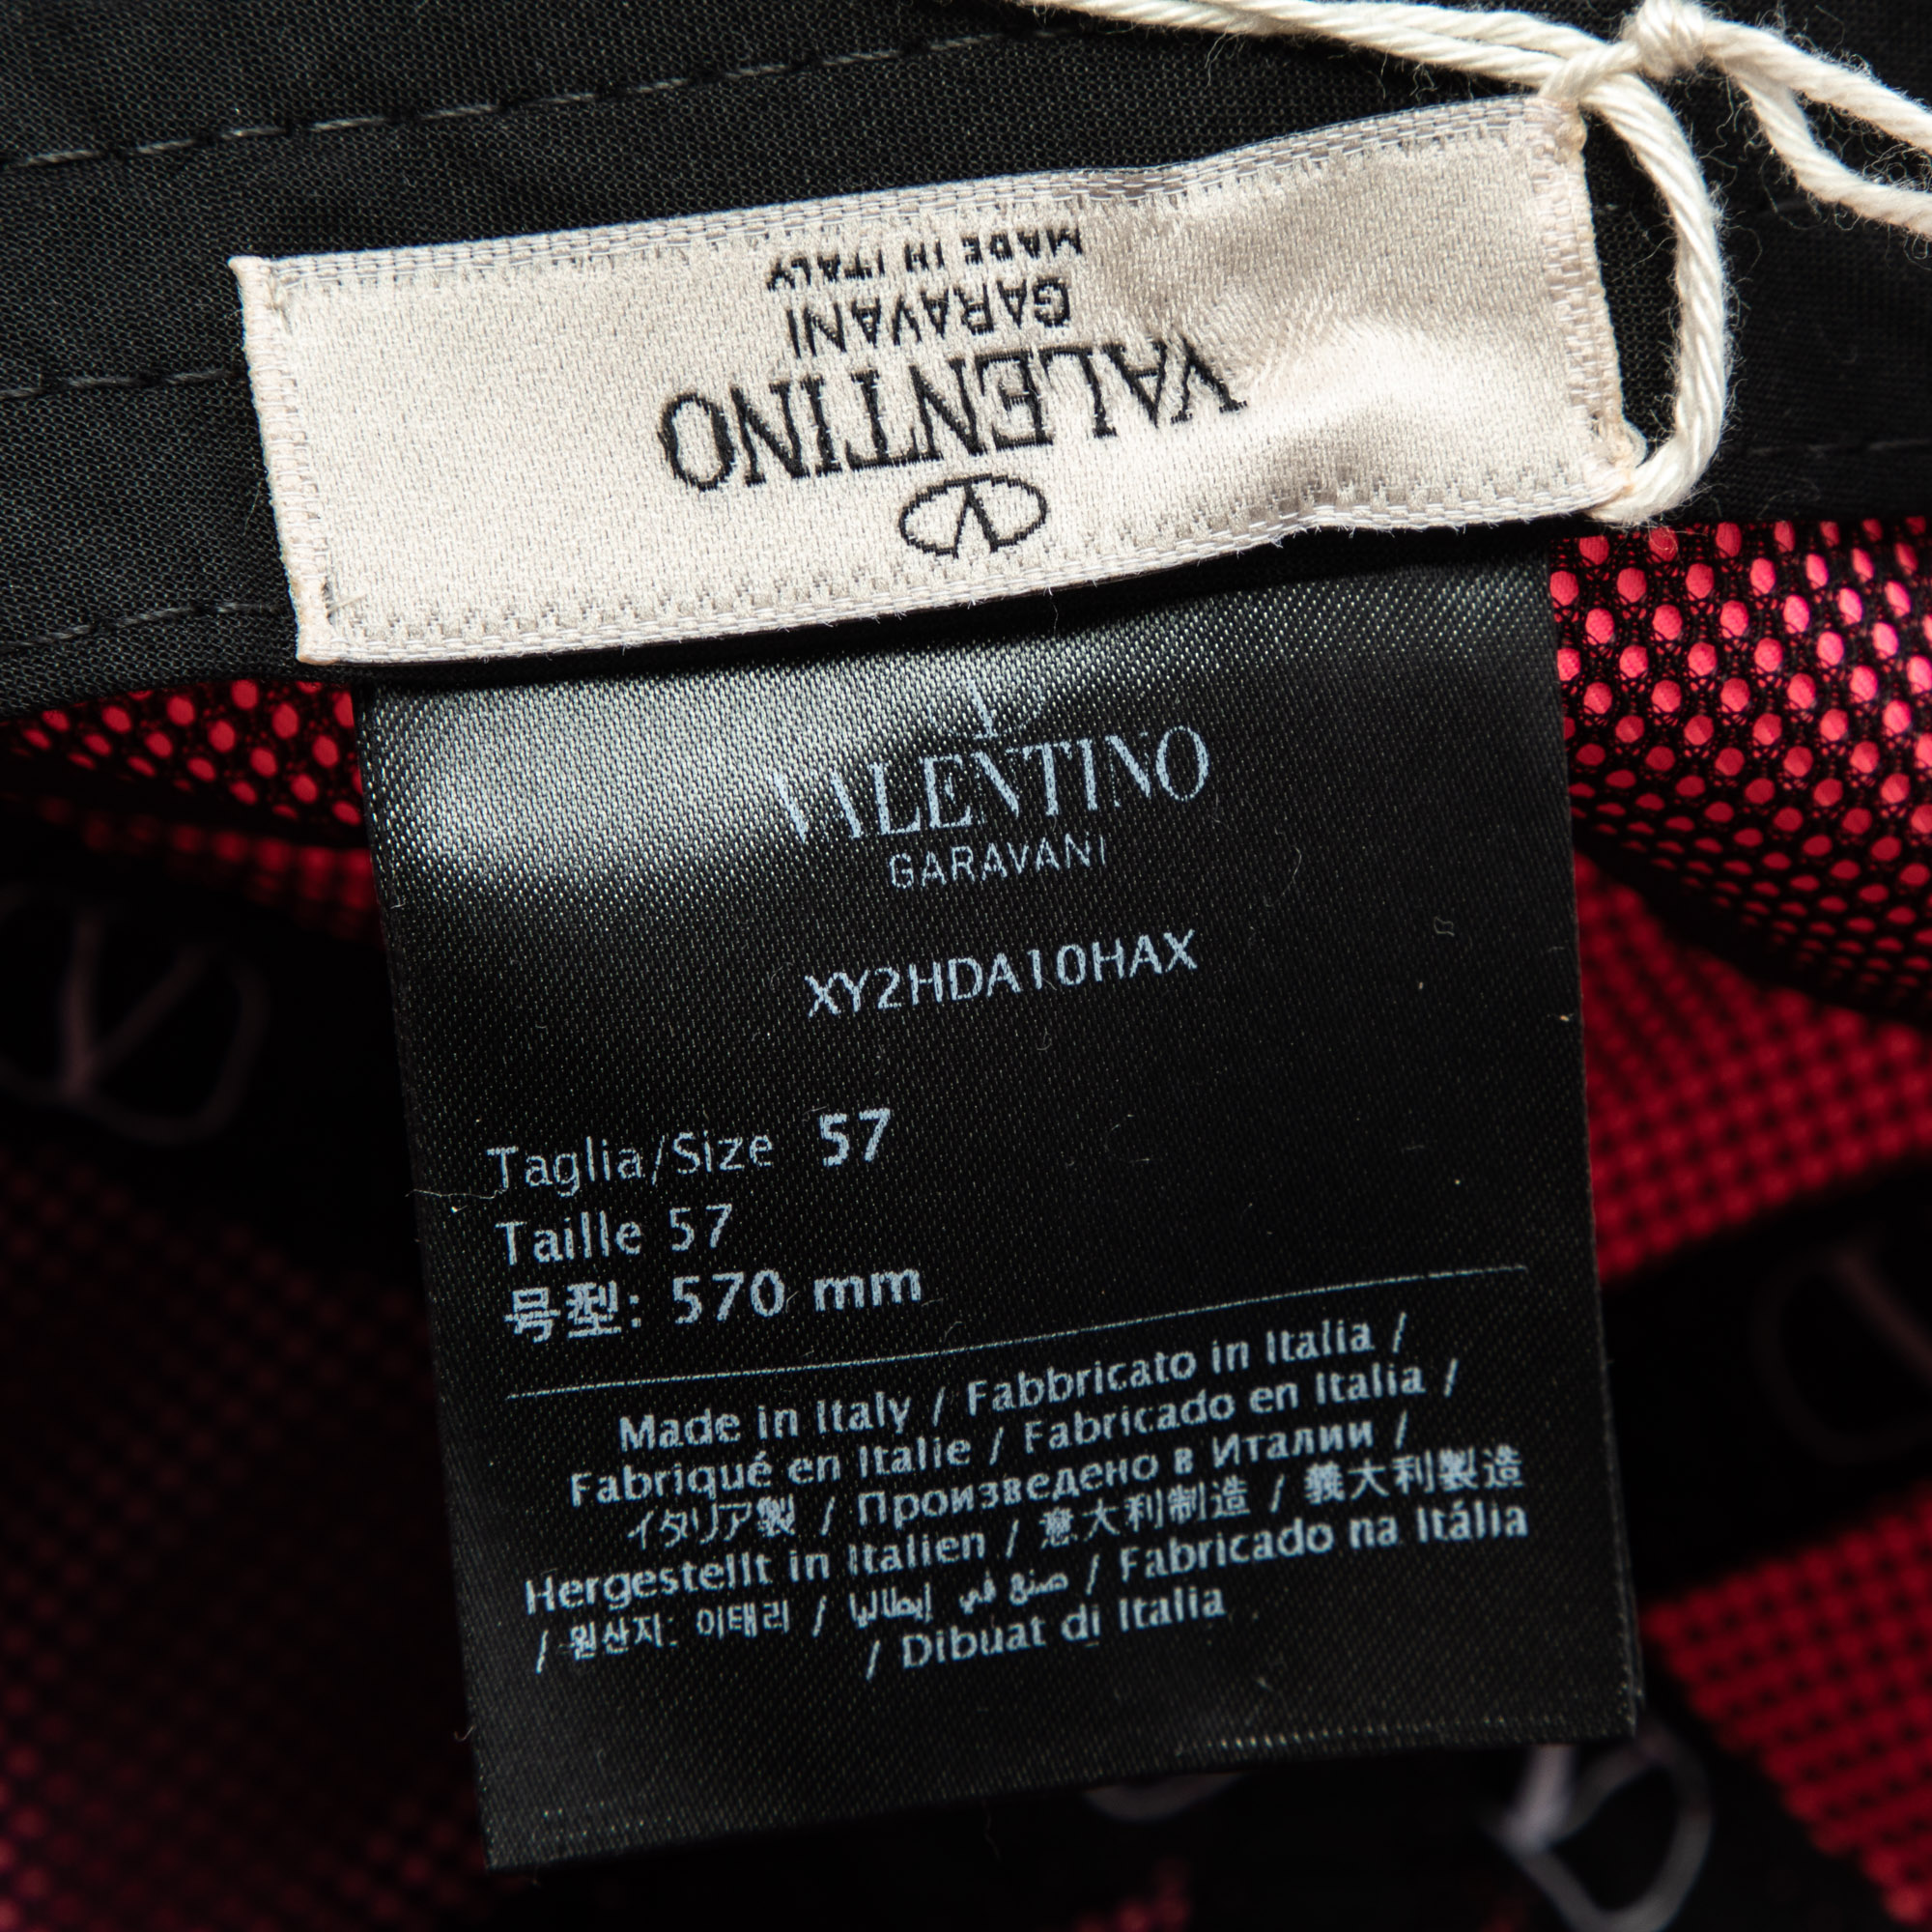 VALENTINO
GARAVANI
MADE IN ITALY
VALENTINO
GARAVANI
XY2HDA10HAX
Taglia/Size 57
Taille 57
号型: 570 mm
Made in Italy / Fabbricato in Italia /
Fabriqué en Italie / Fabricado en Italia /
イタリア製 / Произведено в Италии /
Hergestellt in Italien / 意大利制造 / 義大利製造
/ 원산지: 이태리 / صنع في إيطاليا / Fabricado na Itália
/ Dibuat di Italia